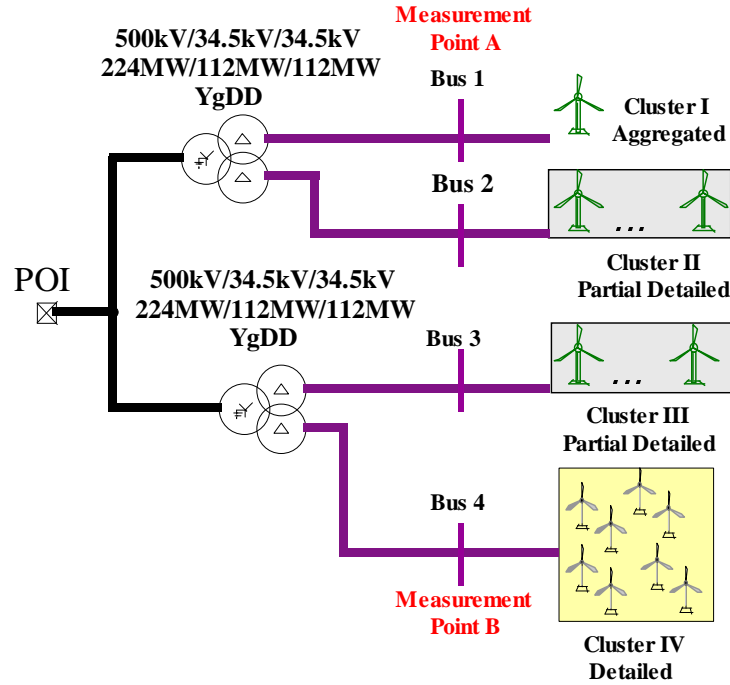 Measurement
Point A
500kV/34.5kV/34.5kV
224MW/112MW/112MW
YgDD
Bus 1
Cluster I
Aggregated
Bus 2
...
Cluster II
Partial Detailed
POI
500kV/34.5kV/34.5kV
224MW/112MW/112MW
YgDD
Bus 3
...
Cluster III
Partial Detailed
Bus 4
Measurement
Point B
Cluster IV
Detailed